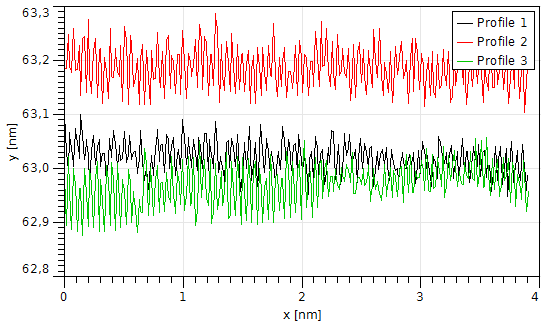 63,3
63,2
63,1
63,0
62,9
62,8
y [nm]
Profile 1
Profile 2
Profile 3
0
1
2
3
4
x [nm]